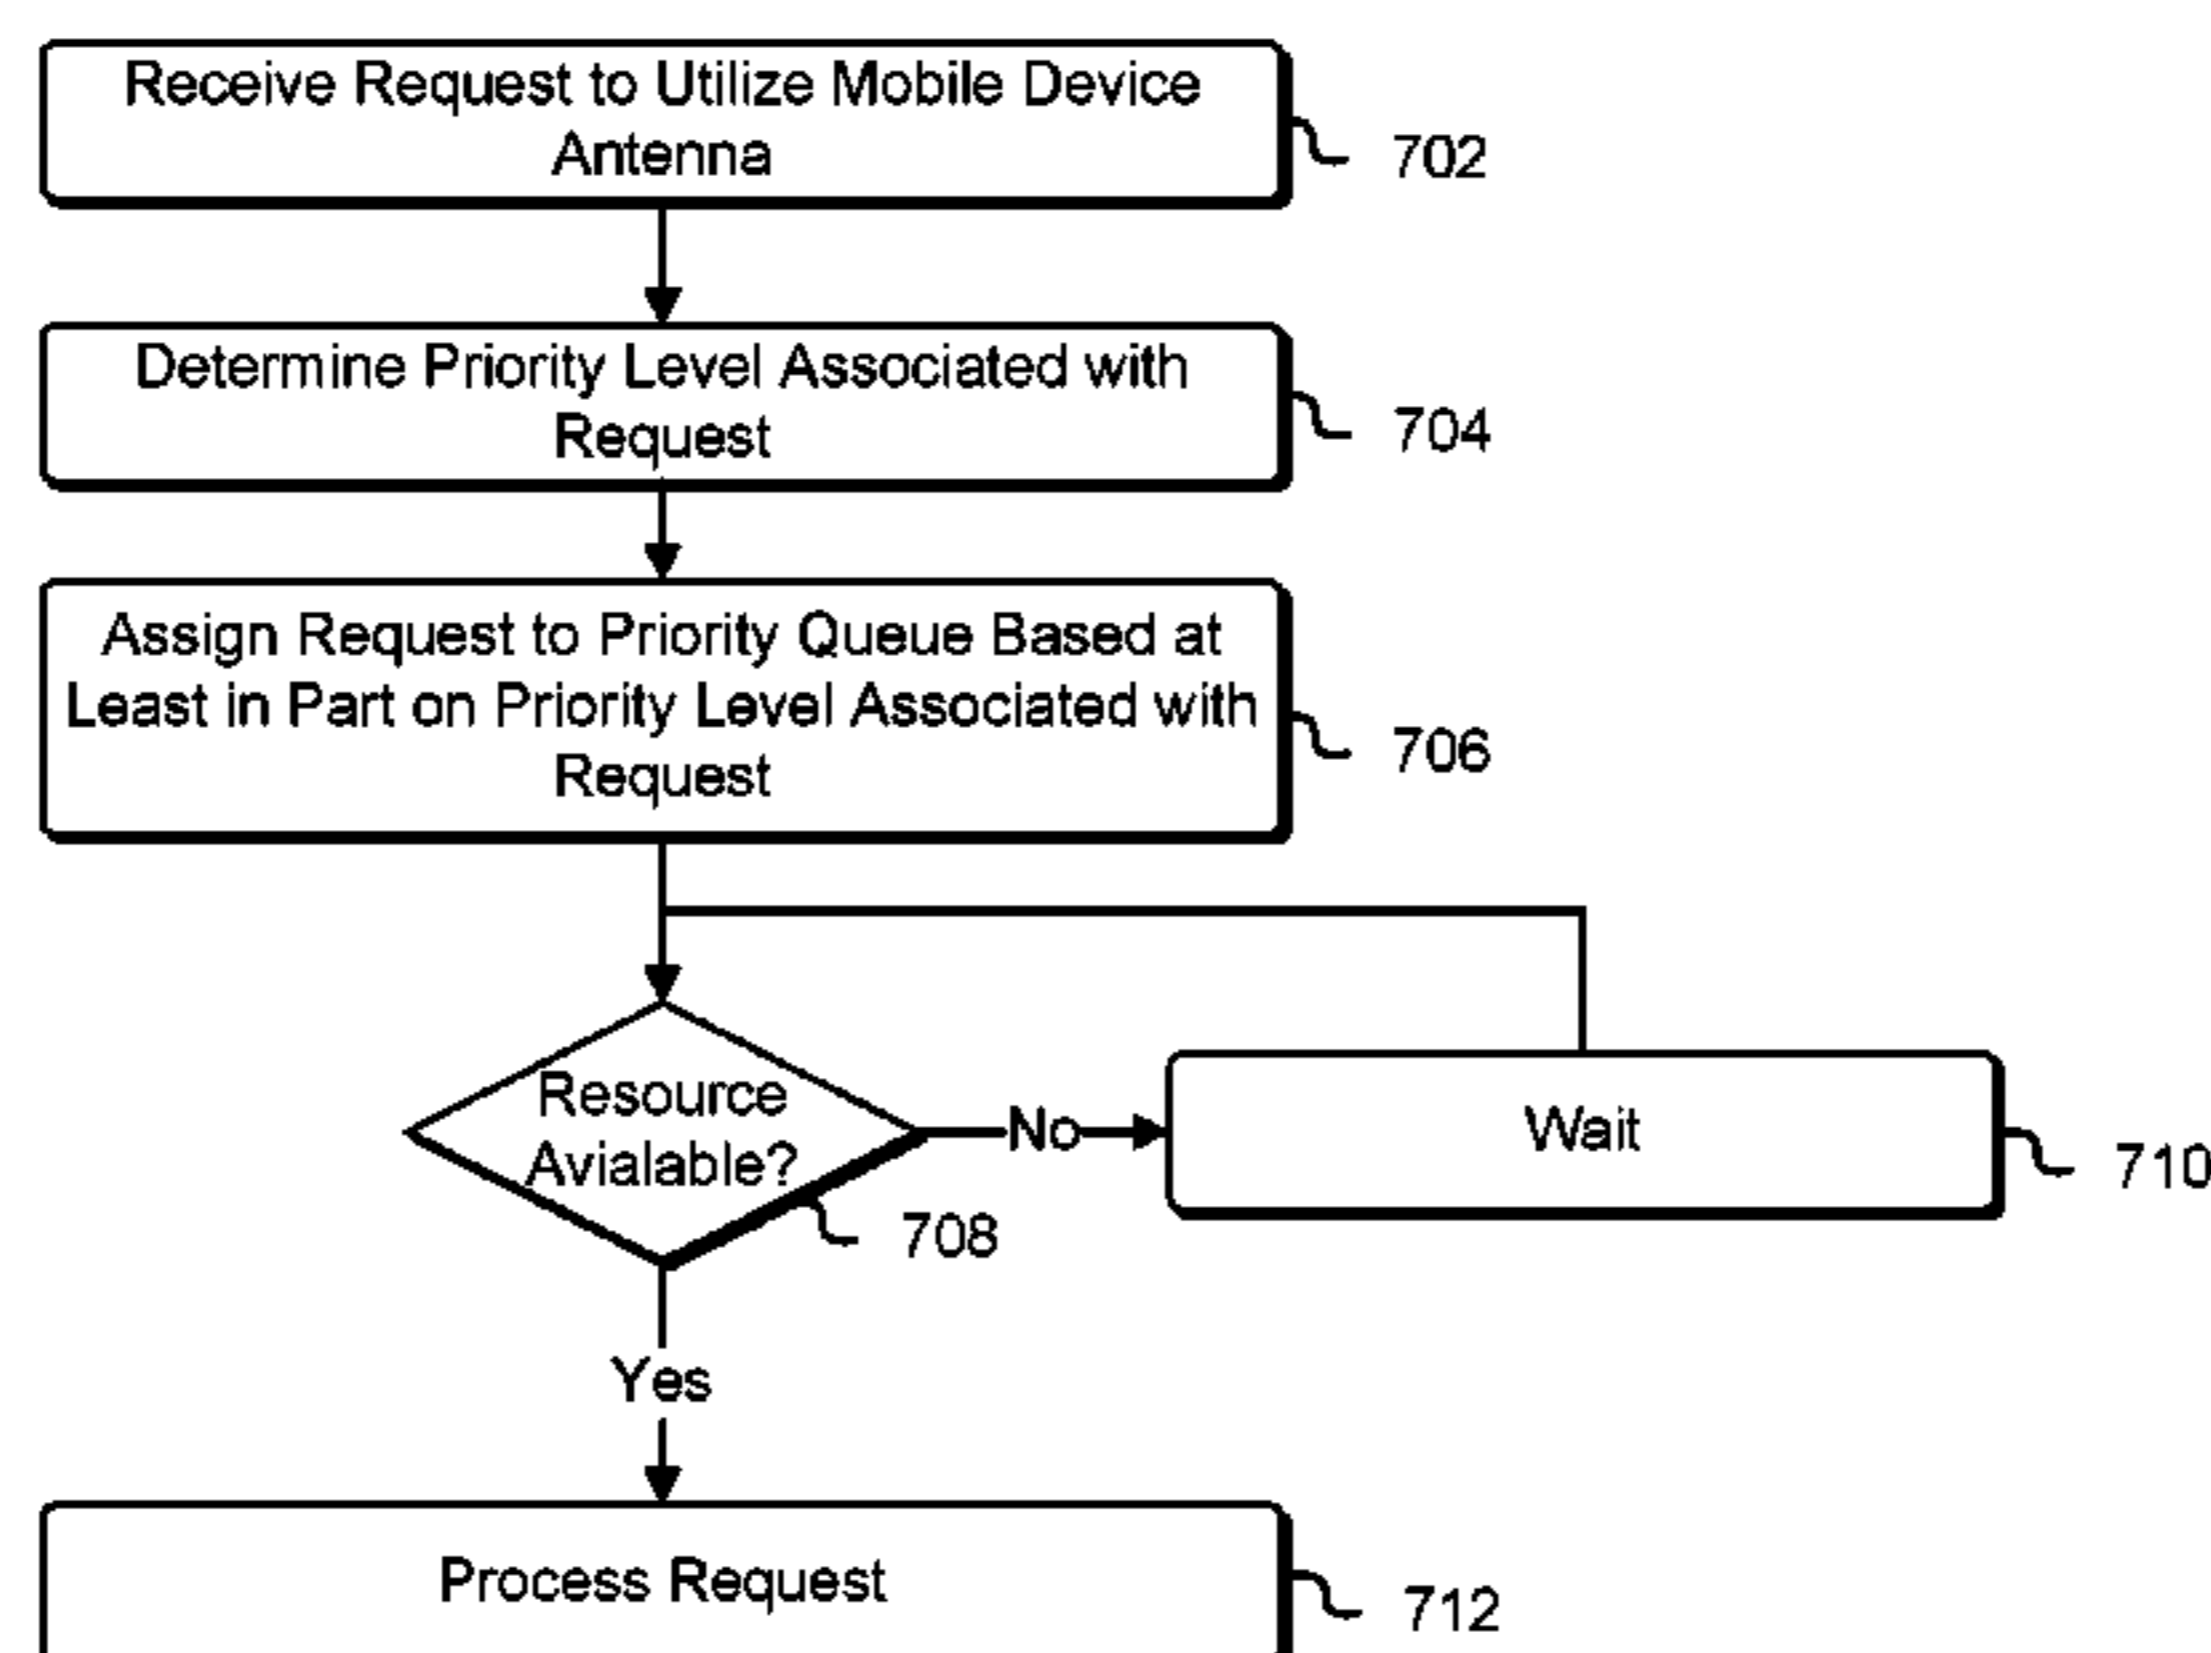 Receive Request to Utilize Mobile Device
Antenna
702
Determine Priority Level Associated with
Request
704
Assign Request to Priority Queue Based at
Least in Part on Priority Level Associated with
Request
706
Resource
Avialable?
708
No
Wait
710
Yes
Process Request
712